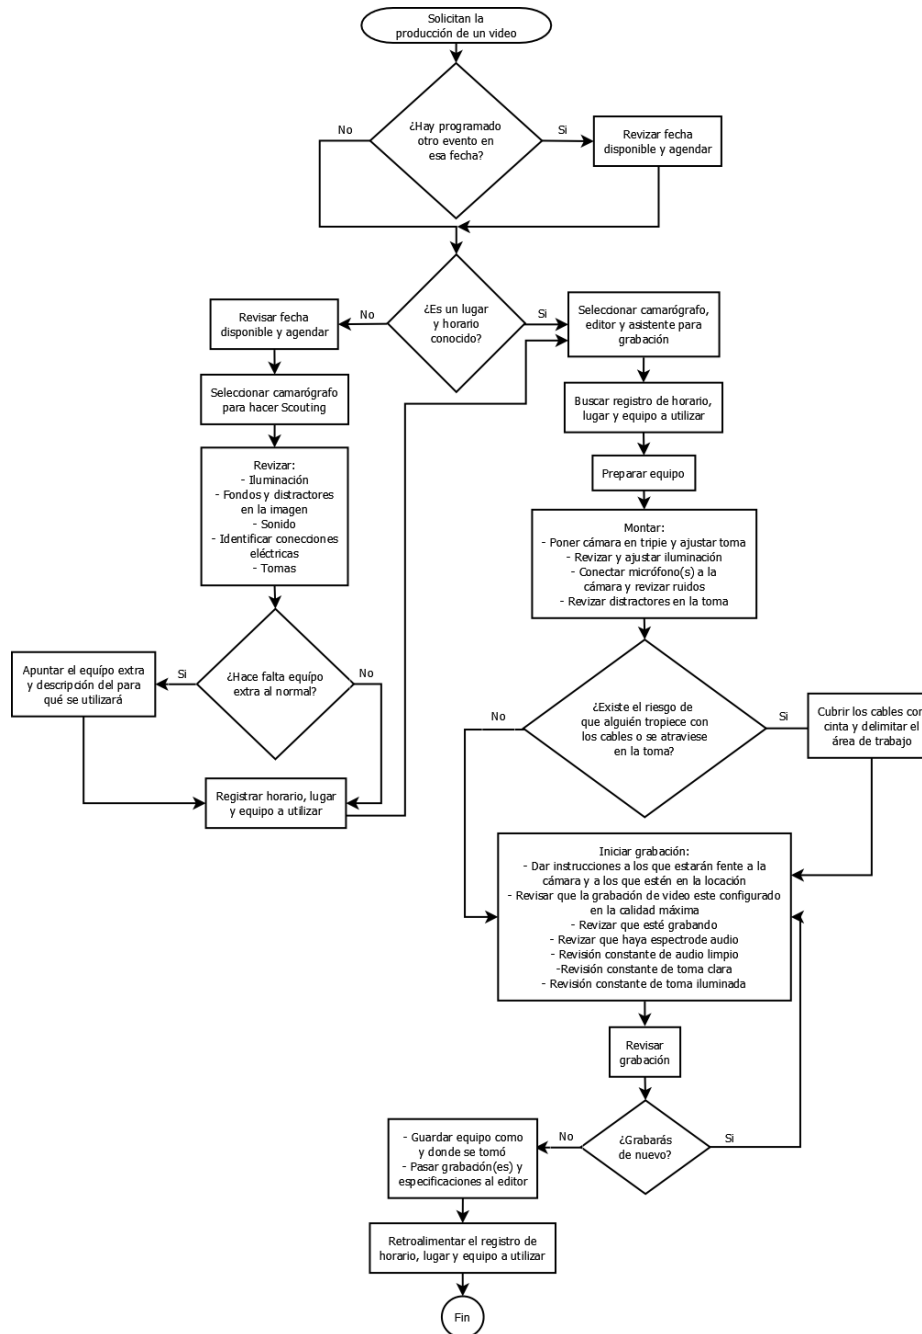 Solicitan la
producción de un video
¿Hay programado
otro evento en
esa fecha?
No
Si
Revizar fecha
disponible y agendar
¿Es un lugar
y horario
conocido?
No
Si
Revisar fecha
disponible y agendar
Seleccionar camarógrafo
para hacer Scouting
Revizar:
- Iluminación
- Fondos y distractores
en la imagen
- Sonido
- Identificar conecciones
eléctricas
- Tomas
¿Hace falta equípo
extra al normal?
Si
No
Apuntar el equípo extra
y descripción del para
qué se utilizará
Registrar horario, lugar
y equipo a utilizar
Seleccionar camarógrafo,
editor y asistente para
grabación
Buscar registro de horario,
lugar y equipo a utilizar
Preparar equipo
Montar:
- Poner cámara en tripie y ajustar toma
- Revizar y ajustar iluminación
- Conectar micrófono(s) a la
cámara y revizar ruidos
- Revizar distractores en la toma
¿Existe el riesgo de
que alguién tropiece con
los cables o se atraviese
en la toma?
No
Si
Cubrir los cables con
cinta y delimitar el
área de trabajo
Iniciar grabación:
- Dar instrucciones a los que estarán fente a la
cámara y a los que estén en la locación
- Revisar que la grabación de video este configurado
en la calidad máxima
- Revizar que esté grabando
- Revizar que haya espectrode audio
- Revisión constante de audio limpio
-Revisión constante de toma clara
- Revisión constante de toma iluminada
Revisar
grabación
¿Grabarás
de nuevo?
No
Si
- Guardar equipo como
y donde se tomó
- Pasar grabación(es) y
especificaciones al editor
Retroalimentar el registro de
horario, lugar y equipo a utilizar
Fin